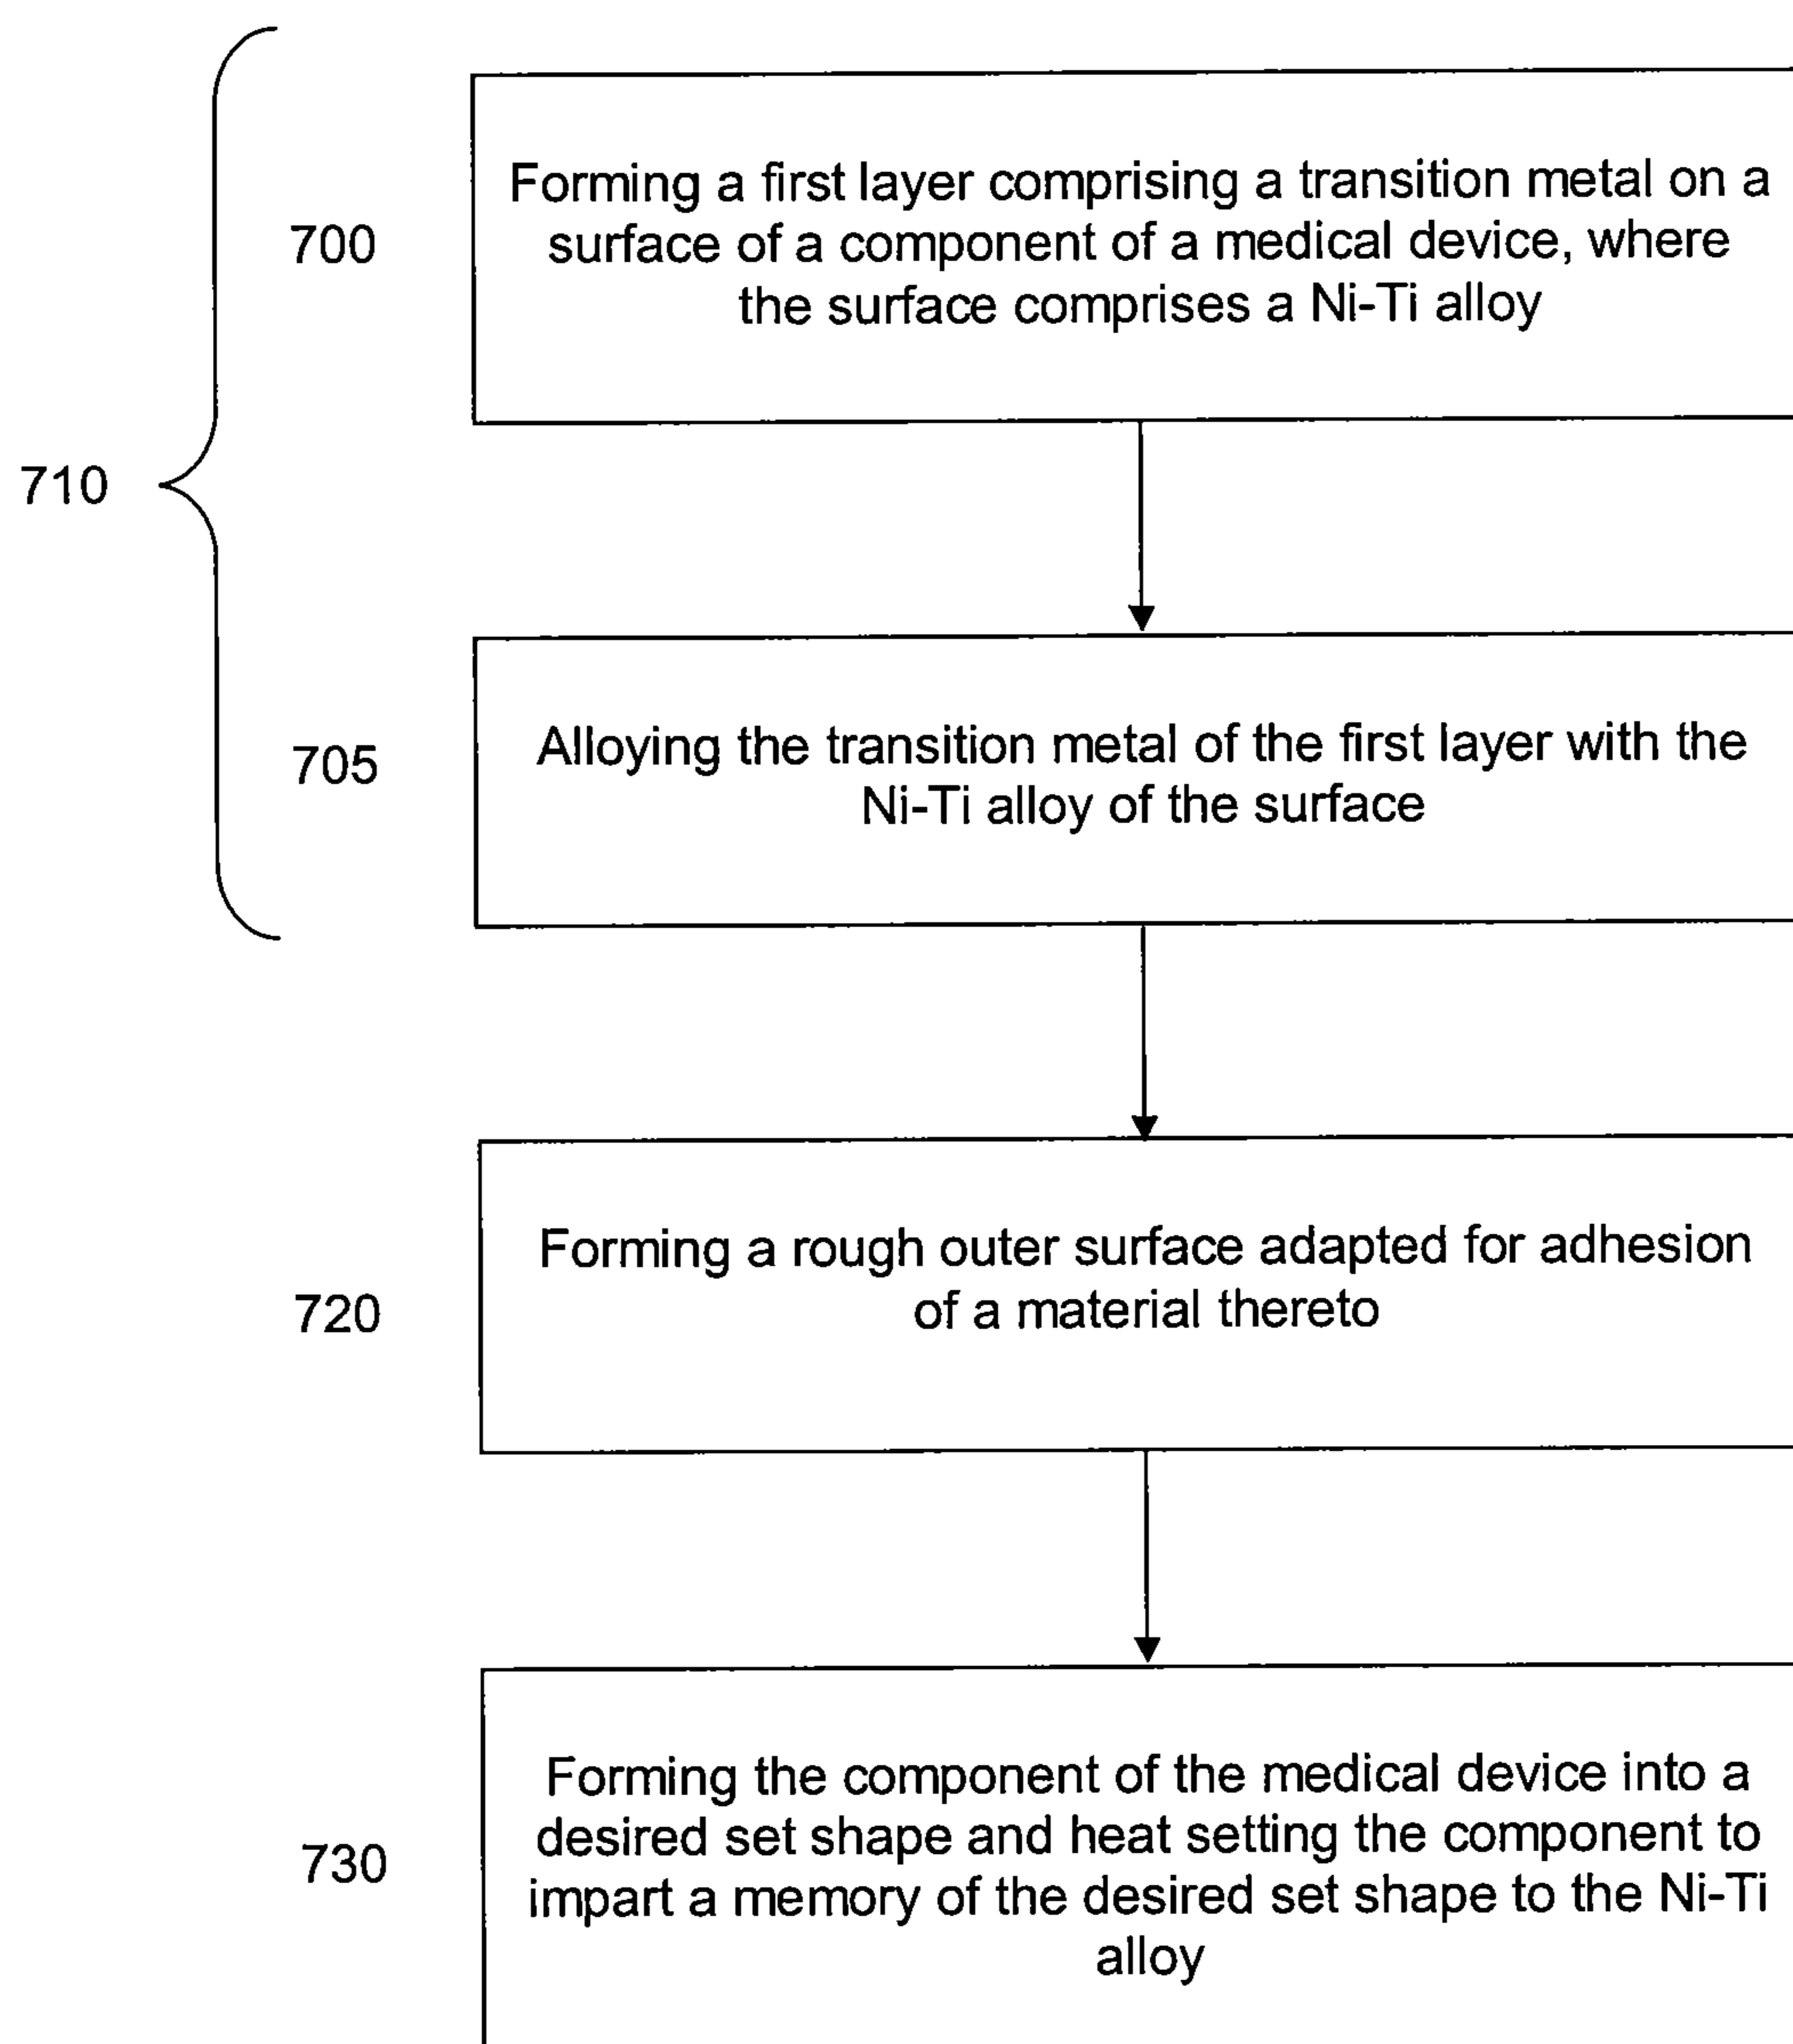 700
Forming a first layer comprising a transition metal on a
surface of a component of a medical device, where
the surface comprises a Ni-Ti alloy
710
705
Alloying the transition metal of the first layer with the
Ni-Ti alloy of the surface
720
Forming a rough outer surface adapted for adhesion
of a material thereto
730
Forming the component of the medical device into a
desired set shape and heat setting the component to
impart a memory of the desired set shape to the Ni-Ti
alloy